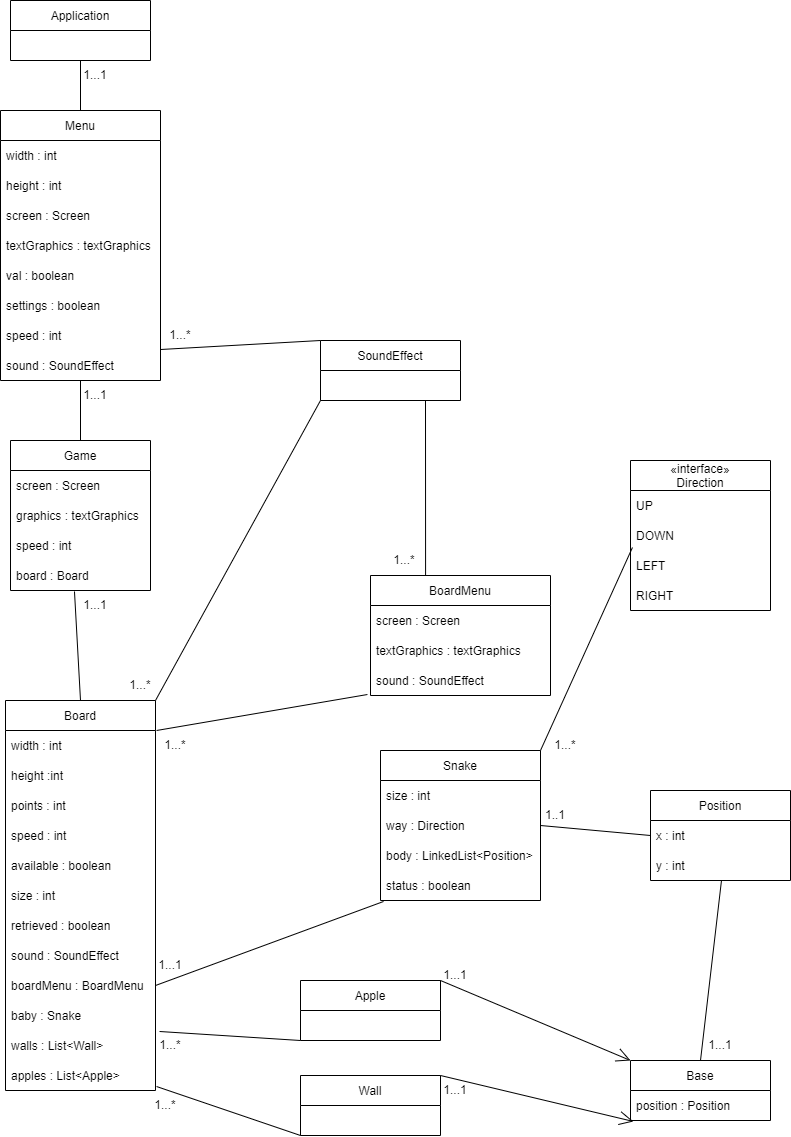 Application
1...1
Menu
width : int
height : int
screen : Screen
textGraphics : textGraphics
val : boolean
settings : boolean
speed : int
sound : SoundEffect
1...*
SoundEffect
1...1
Game
screen : Screen
graphics : textGraphics
speed : int
board : Board
1...1
«interface»
Direction
UP
DOWN
LEFT
RIGHT
1...*
BoardMenu
screen : Screen
textGraphics : textGraphics
sound : SoundEffect
1...*
Board
width : int
height :int
points : int
speed : int
available : boolean
size : int
retrieved : boolean
sound : SoundEffect
boardMenu : BoardMenu
baby : Snake
walls : List<Wall>
apples : List<Apple>
1...*
1...*
Snake
size : int
way : Direction
body : LinkedList<Position>
status : boolean
1..1
Position
x : int
y : int
1...1
1...1
Apple
1...*
1...1
Base
position : Position
1...*
Wall
1...1